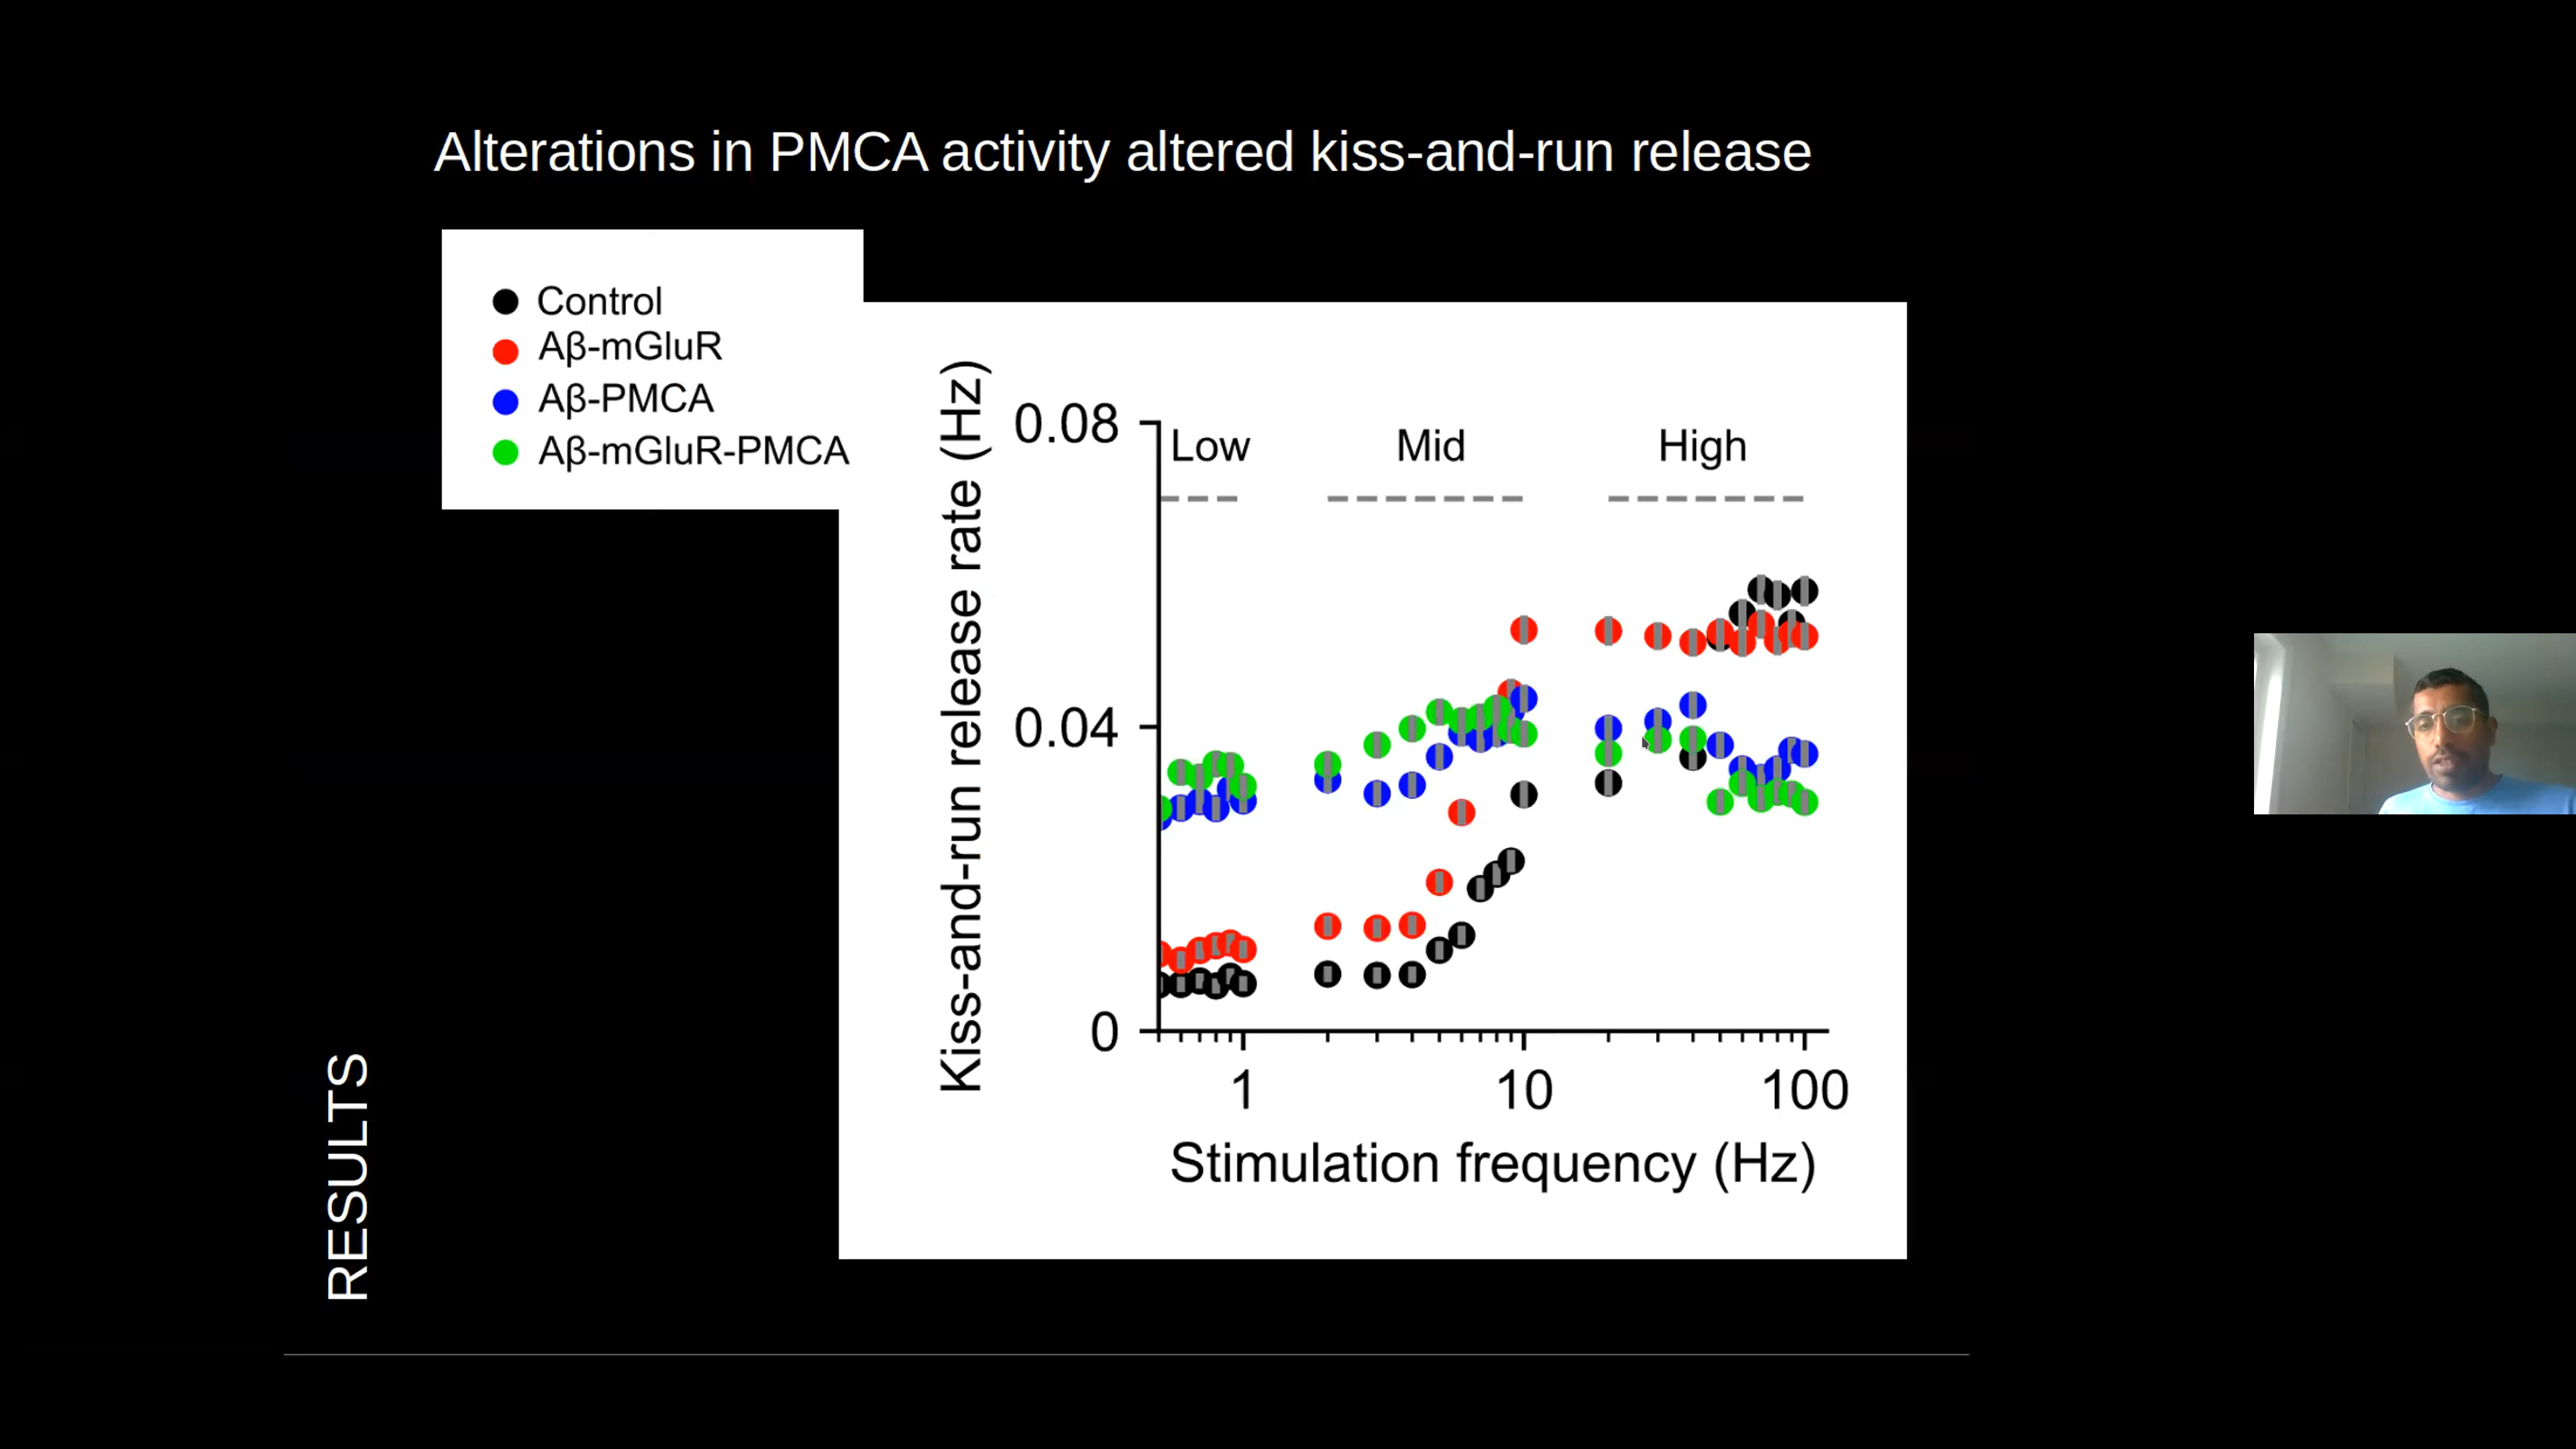 Alterations in PMCA activity altered kiss-and-run release
Control
Aβ-mGluR
Aβ-PMCA
Aβ-mGluR-PMCA
Kiss-and-run release rate (Hz)
0.08
0.04
0
Low
Mid
High
1
10
100
Stimulation frequency (Hz)
RESULTS